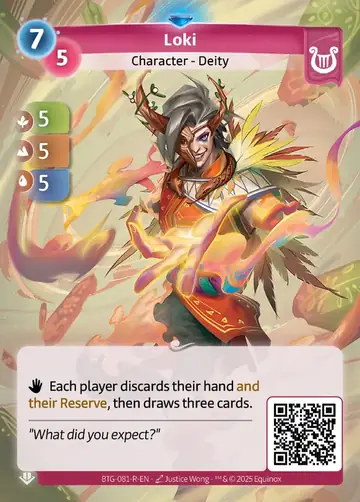 7
5
Loki
Character - Deity
5
5
5
Each player discards their hand and
their Reserve, then draws three cards.
"What did you expect?"
BTG-081-R-EN - Justice Wong - ™ & © 2025 Equinox